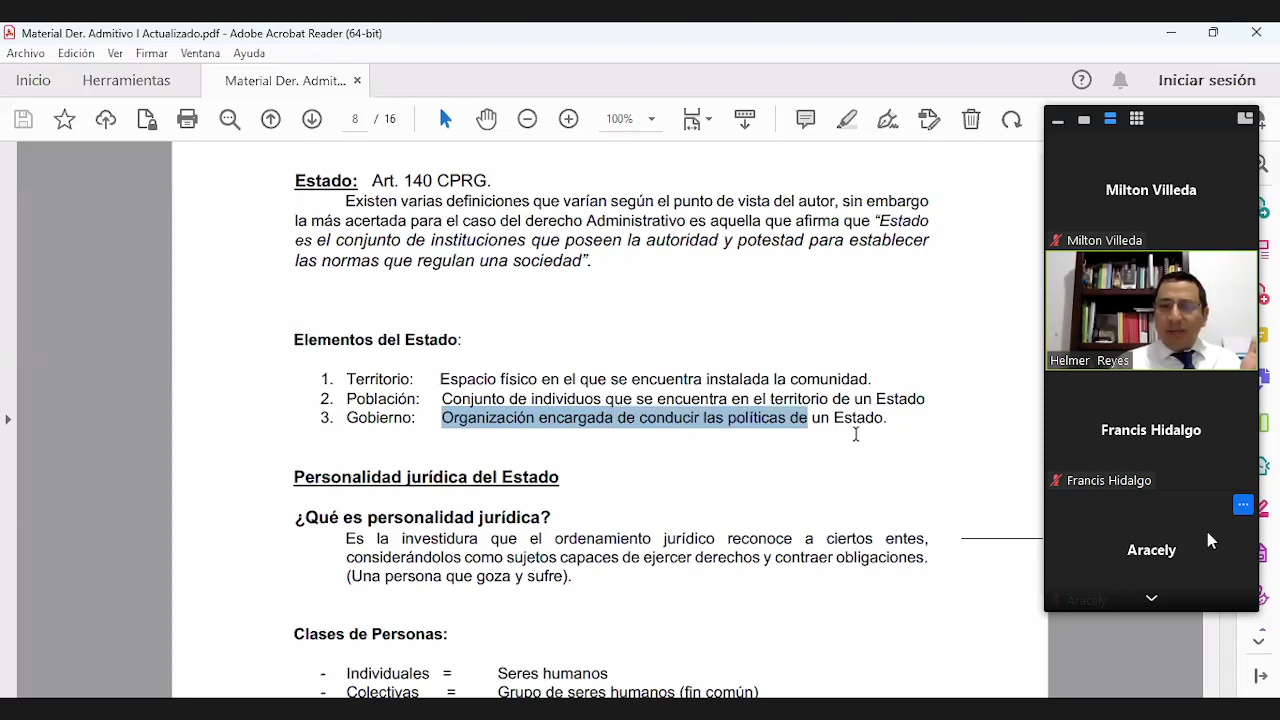 Material Der. Admitivo I Actualizado.pdf - Adobe Acrobat Reader (64-bit)
Archivo Edición Ver Firmar Ventana Ayuda
Inicio Herramientas Material Der. Admit... × Iniciar sesión
8 / 16 100%
Estado: Art. 140 CPRG.
Existen varias definiciones que varían según el punto de vista del autor, sin embargo
la más acertada para el caso del derecho Administrativo es aquella que afirma que “Estado
es el conjunto de instituciones que poseen la autoridad y potestad para establecer
las normas que regulan una sociedad”.
Elementos del Estado:
1. Territorio: Espacio físico en el que se encuentra instalada la comunidad.
2. Población: Conjunto de individuos que se encuentra en el territorio de un Estado
3. Gobierno: Organización encargada de conducir las políticas de un Estado.
Personalidad jurídica del Estado
¿Qué es personalidad jurídica?
Es la investidura que el ordenamiento jurídico reconoce a ciertos entes,
considerándolos como sujetos capaces de ejercer derechos y contraer obligaciones.
(Una persona que goza y sufre).
Clases de Personas:
- Individuales = Seres humanos
- Colectivas = Grupo de seres humanos (fin común)
Milton Villeda
Milton Villeda
Helmer Reyes
Francis Hidalgo
Francis Hidalgo
Aracely
Aracely